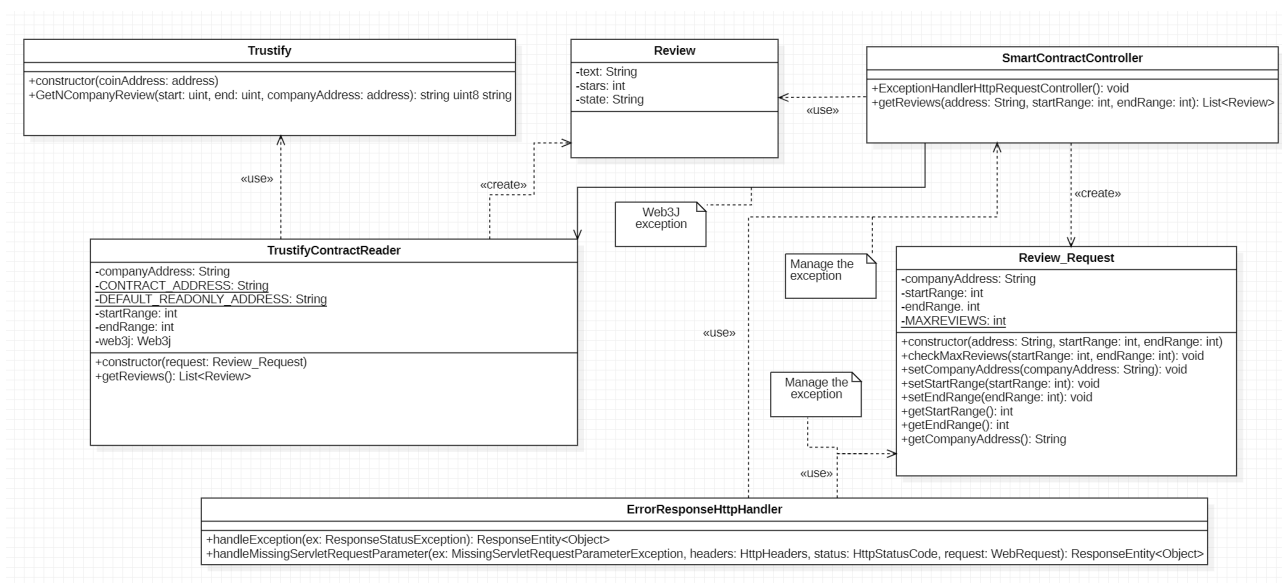 Trustify
+constructor(coinAddress: address)
+GetNCompanyReview(start: uint, end: uint, companyAddress: address): string uint8 string
Review
-text: String
-stars: int
-state: String
SmartContractController
+ExceptionHandlerHttpRequestController(): void
+getReviews(address: String, startRange: int, endRange: int): List<Review>
«use»
«use»
«create»
«create»
Web3J
exception
Manage the
exception
TrustifyContractReader
-companyAddress: String
-CONTRACT_ADDRESS: String
-DEFAULT_READONLY_ADDRESS: String
-startRange: int
-endRange: int
-web3j: Web3j
+constructor(request: Review_Request)
+getReviews(): List<Review>
Review_Request
-companyAddress: String
-startRange: int
-endRange. int
-MAXREVIEWS: int
+constructor(address: String, startRange: int, endRange: int)
+checkMaxReviews(startRange: int, endRange: int): void
+setCompanyAddress(companyAddress: String): void
+setStartRange(startRange: int): void
+setEndRange(endRange: int): void
+getStartRange(): int
+getEndRange(): int
+getCompanyAddress(): String
«use»
Manage the
exception
«use»
ErrorResponseHttpHandler
+handleException(ex: ResponseStatusException): ResponseEntity<Object>
+handleMissingServletRequestParameter(ex: MissingServletRequestParameterException, headers: HttpHeaders, status: HttpStatusCode, request: WebRequest): ResponseEntity<Object>